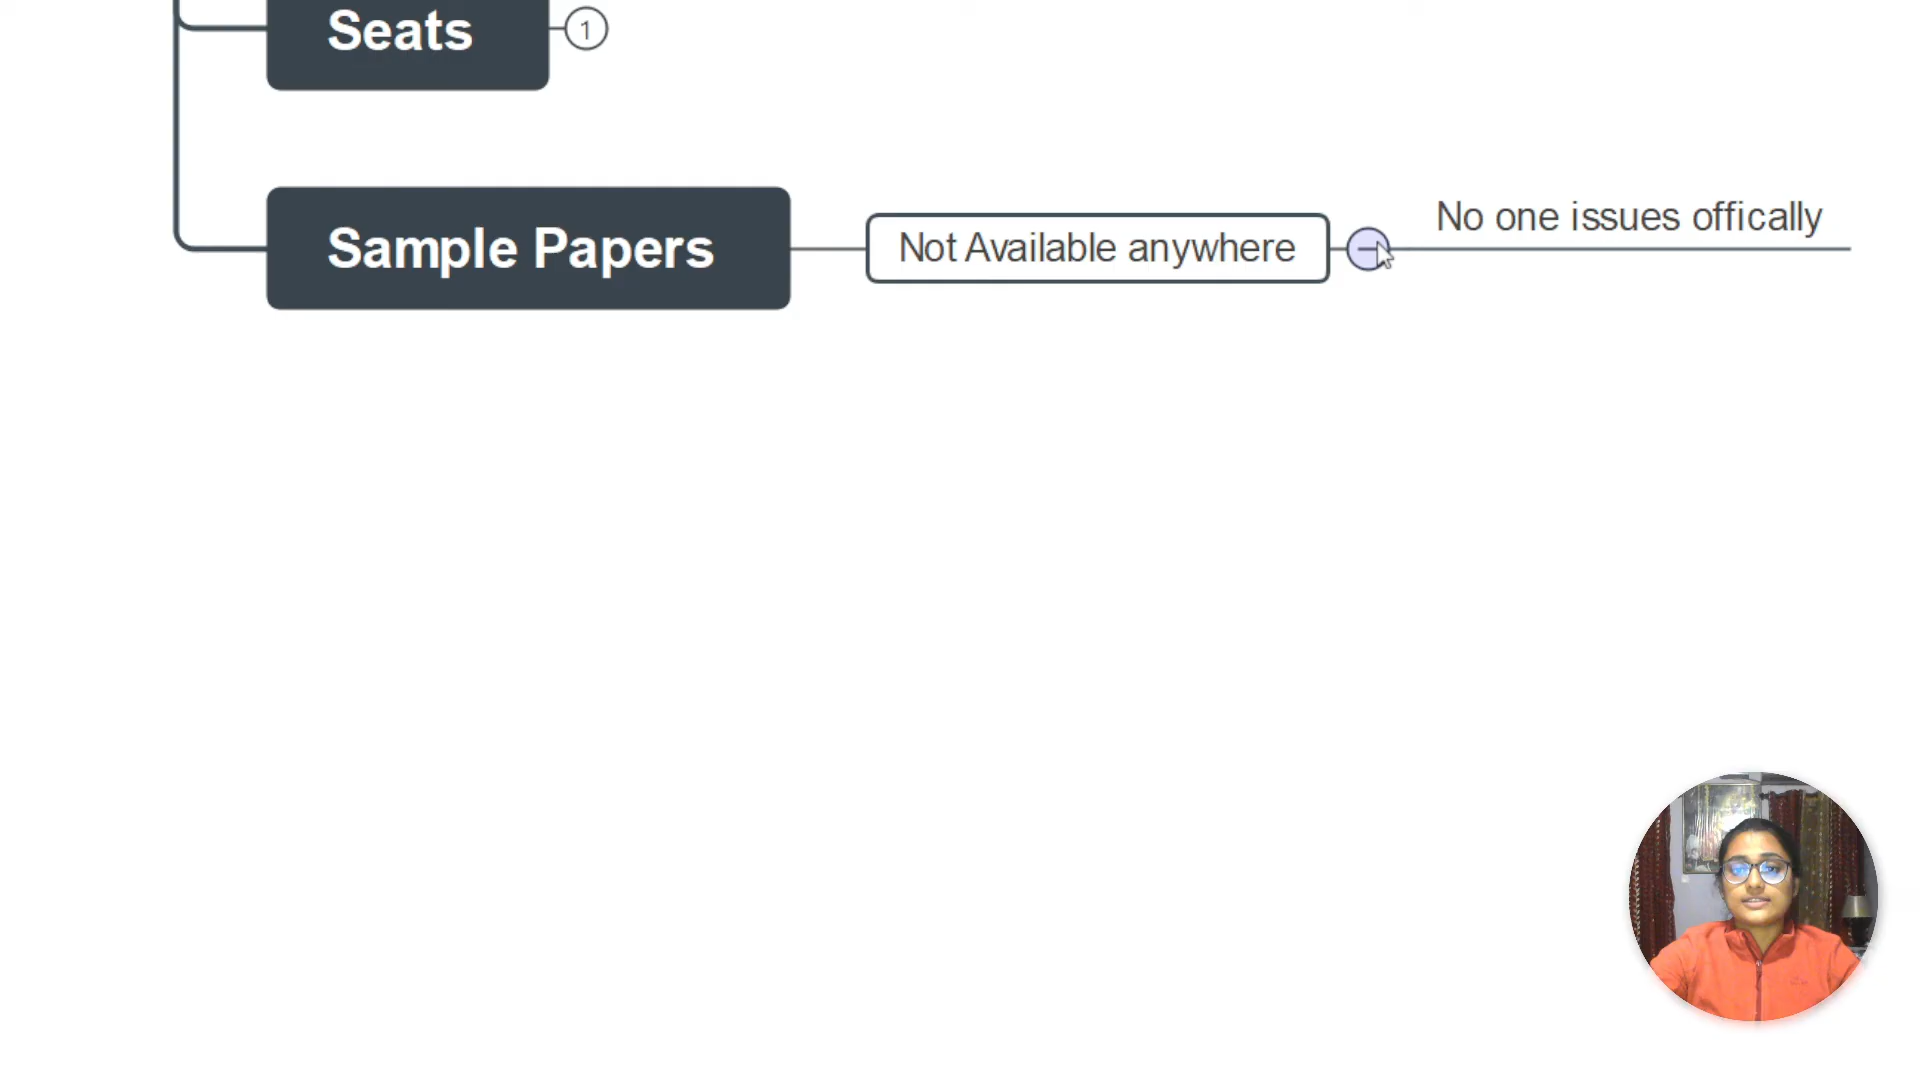 Seats
1
Sample Papers
Not Available anywhere
No one issues offically